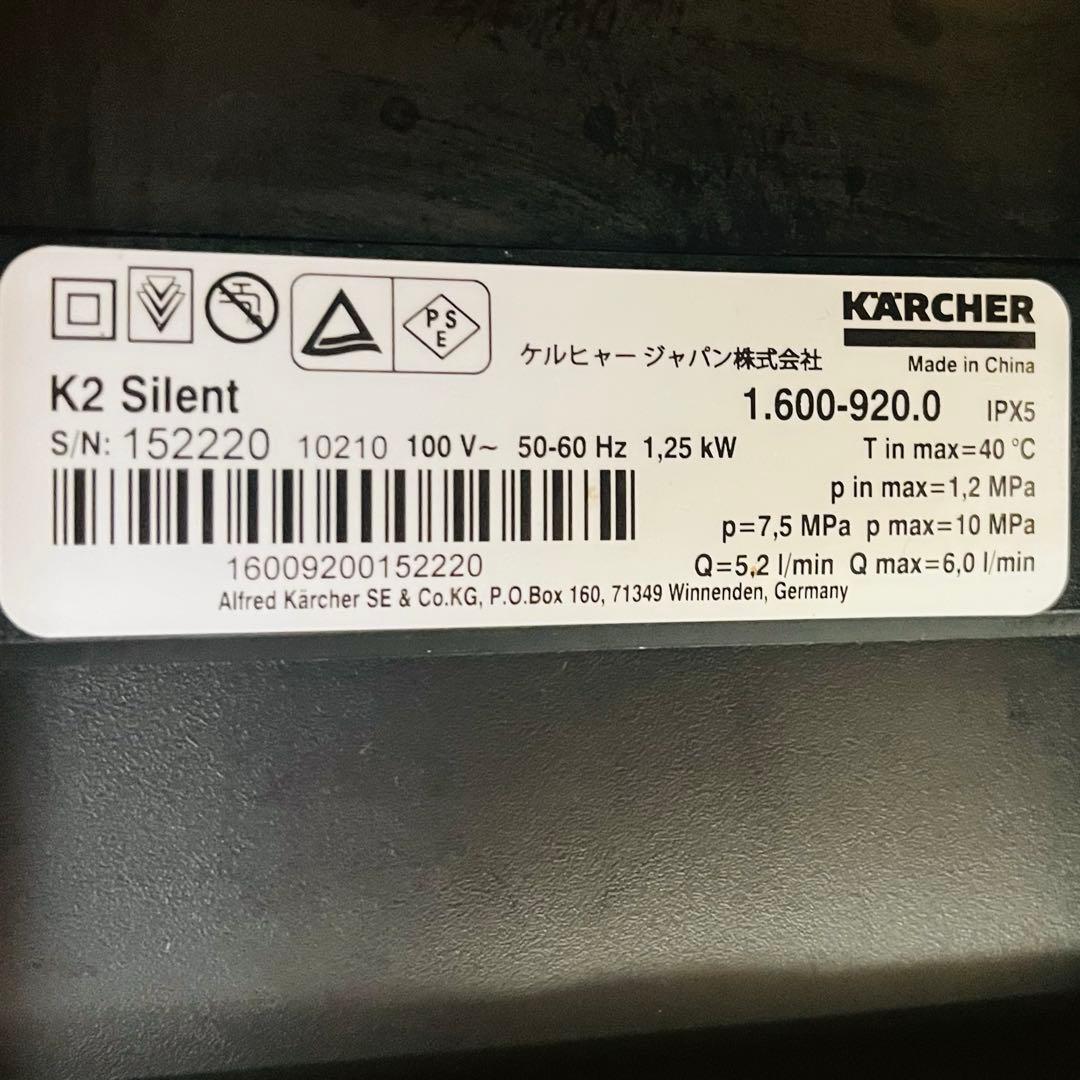 PSE
ケルヒャー ジャパン株式会社
KÄRCHER
Made in China
K2 Silent
1.600-920.0 IPX5
S/N: 152220 10210 100 V~ 50-60 Hz 1,25 kW
T in max=40 °C
p in max=1,2 MPa
p=7,5 MPa p max=10 MPa
Q=5,2 l/min Q max=6,0 l/min
16009200152220
Alfred Kärcher SE & Co.KG, P.O.Box 160, 71349 Winnenden, Germany